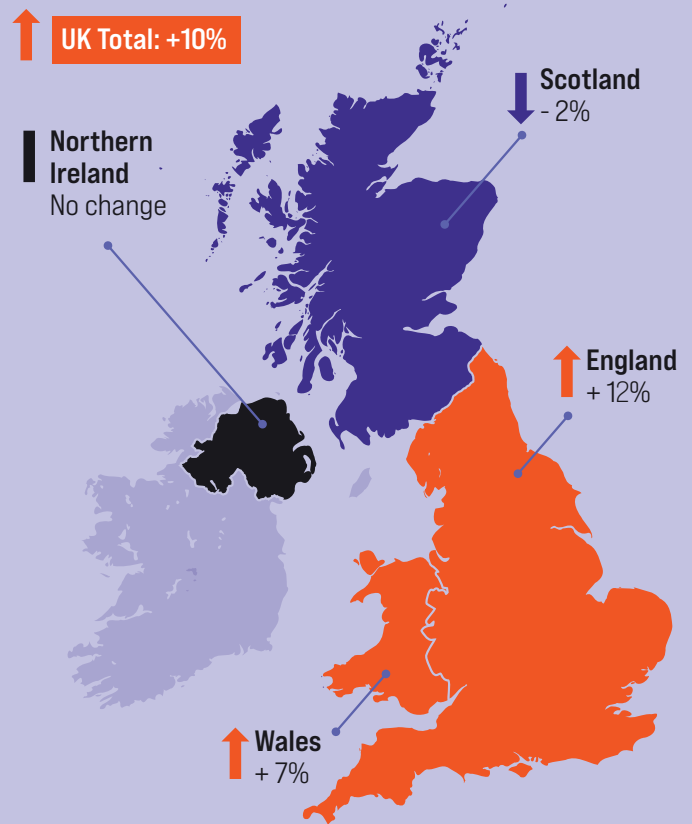 UK Total: +10%
Scotland
- 2%
Northern
Ireland
No change
England
+ 12%
Wales
+ 7%